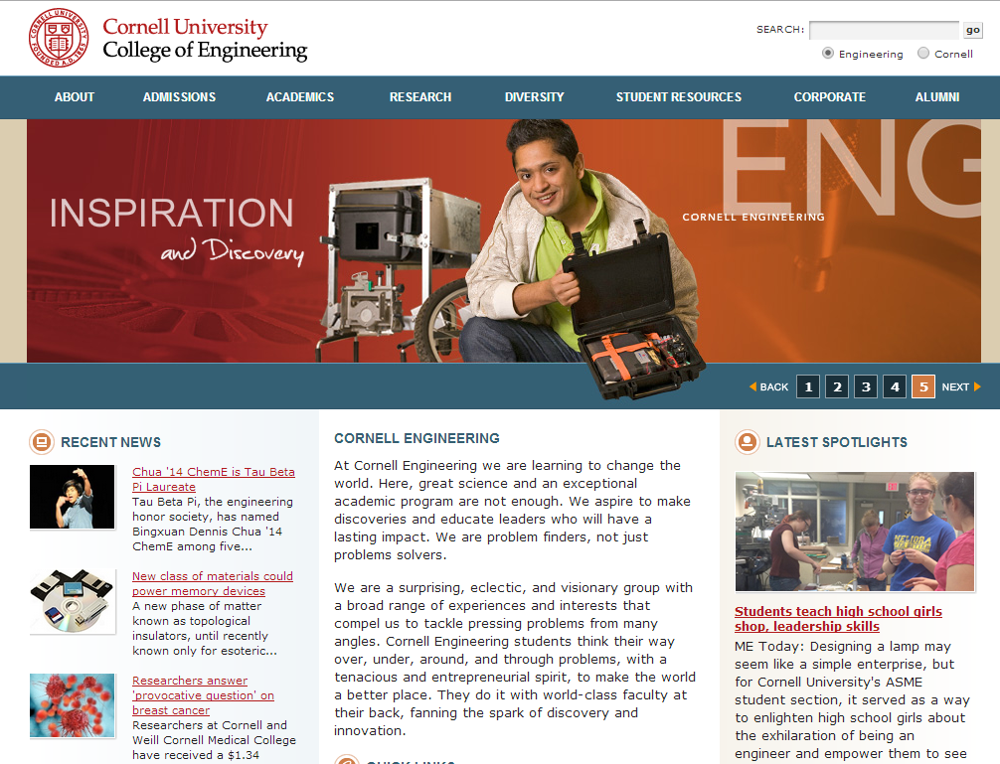 Cornell University
College of Engineering
SEARCH:
go
Engineering
Cornell
ABOUT
ADMISSIONS
ACADEMICS
RESEARCH
DIVERSITY
STUDENT RESOURCES
CORPORATE
ALUMNI
INSPIRATION
and Discovery
ENG
CORNELL ENGINEERING
BACK
1
2
3
4
5
NEXT
RECENT NEWS
Chua '14 ChemE is Tau Beta
Pi Laureate
Tau Beta Pi, the engineering
honor society, has named
Bingxuan Dennis Chua '14
ChemE among five...
New class of materials could
power memory devices
A new phase of matter
known as topological
insulators, until recently
known only for esoteric...
Researchers answer
'provocative question' on
breast cancer
Researchers at Cornell and
Weill Cornell Medical College
have received a $1.34
CORNELL ENGINEERING
At Cornell Engineering we are learning to change the
world. Here, great science and an exceptional
academic program are not enough. We aspire to make
discoveries and educate leaders who will have a
lasting impact. We are problem finders, not just
problems solvers.
We are a surprising, eclectic, and visionary group with
a broad range of experiences and interests that
compel us to tackle pressing problems from many
angles. Cornell Engineering students think their way
over, under, around, and through problems, with a
tenacious and entrepreneurial spirit, to make the world
a better place. They do it with world-class faculty at
their back, fanning the spark of discovery and
innovation.
QUICK LINKS
LATEST SPOTLIGHTS
Students teach high school girls
shop, leadership skills
ME Today: Designing a lamp may
seem like a simple enterprise, but
for Cornell University's ASME
student section, it served as a way
to enlighten high school girls about
the exhilaration of being an
engineer and empower them to see